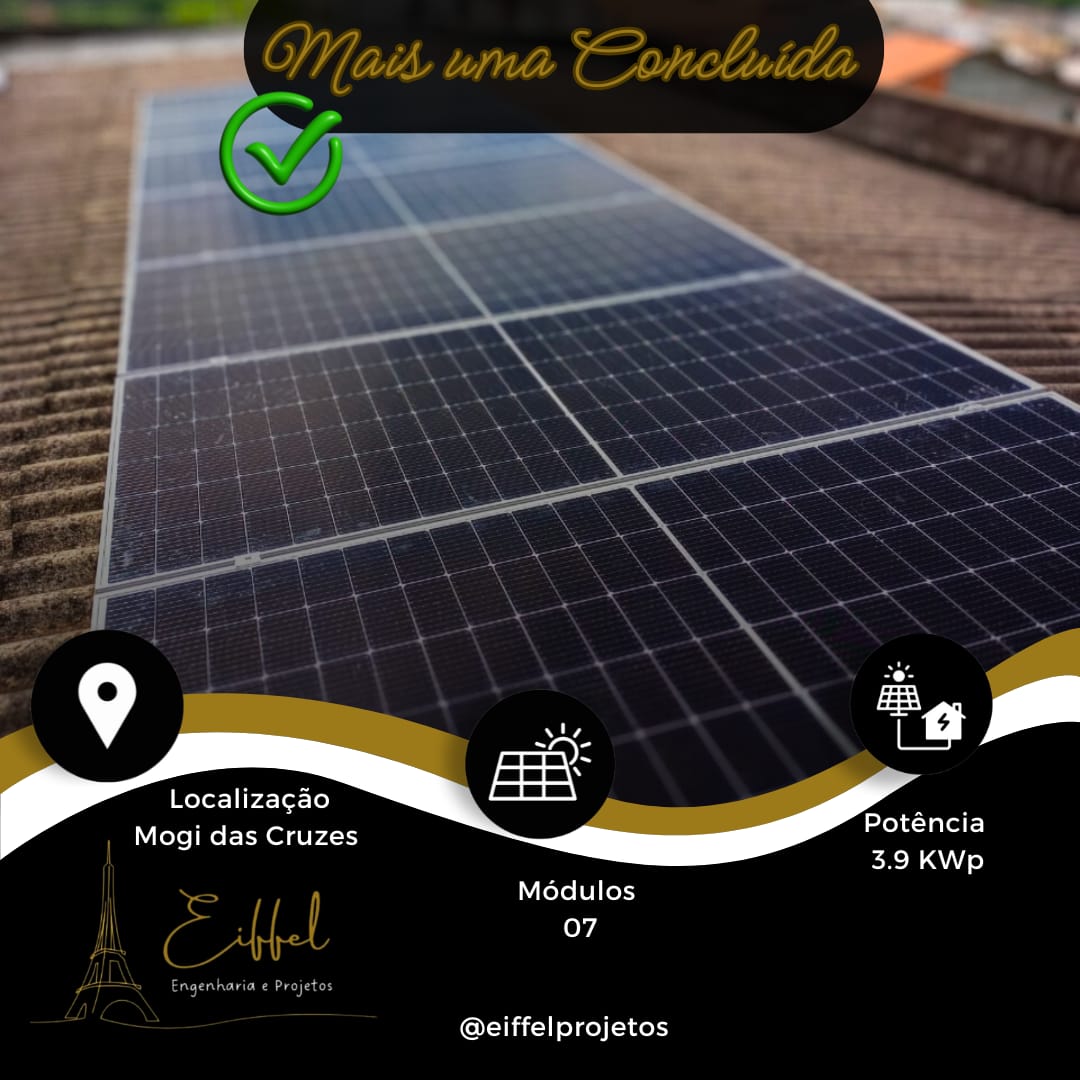 Mais uma Concluída
Localização
Mogi das Cruzes
Potência
3.9 KWp
Módulos
07
Eiffel
Engenharia e Projetos
@eiffelprojetos